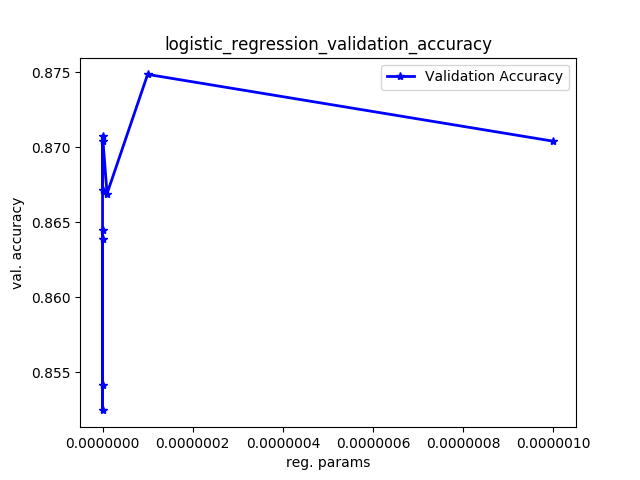 logistic_regression_validation_accuracy
Validation Accuracy
val. accuracy
0.875
0.870
0.865
0.860
0.855
0.0000000 0.0000002 0.0000004 0.0000006 0.0000008 0.0000010
reg. params